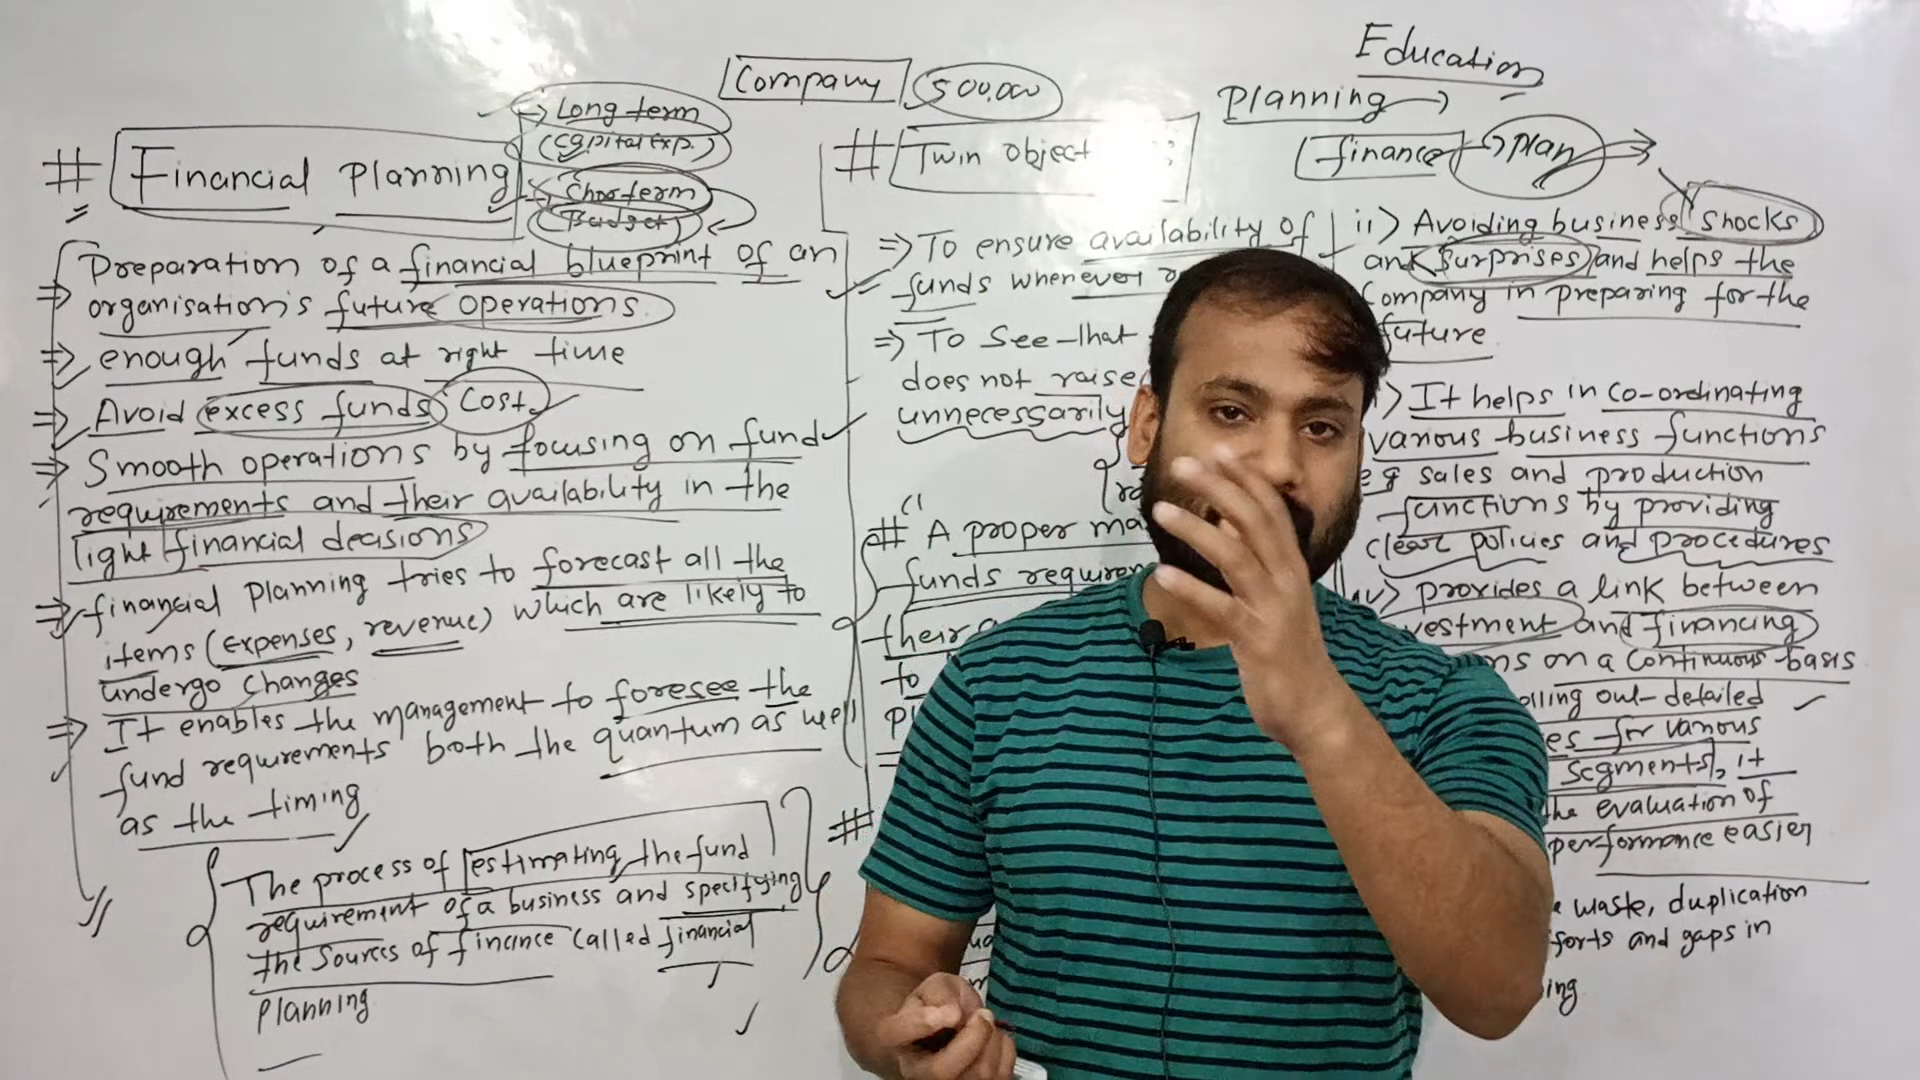 Education
Company 500,000
Planning →
finance → plan
# Financial Planning
→ Long term
(Capital Exp.)
→ Shorterm
(Budget)
⇒ Preparation of a financial blueprint of an
organisation's future operations
⇒ enough funds at right time
⇒ Avoid excess funds Cost
⇒ Smooth operations by focusing on fund
requirements and their availability in the
light financial decisions
⇒ financial planning tries to forecast all the
items (expenses, revenue) which are likely to
undergo changes
⇒ It enables the management to foresee the
fund requirements both the quantum as well
as the timing
The process of estimating the fund
requirement of a business and specifying
the sources of finance called financial
planning
# Twin Object
⇒ To ensure availability of
funds whenever
⇒ To see that
does not raise
unnecessarily
# A proper
funds
their
to
#
ii) Avoiding business shocks
and surprises and helps the
Company in preparing for the
future
) It helps in co-ordinating
various business functions
eg sales and production
functions by providing
clear policies and procedures
iv) provides a link between
and financing
on a continuous basis
out detailed
for various
segments, it
the evaluation of
performance easier
waste, duplication
and gaps in